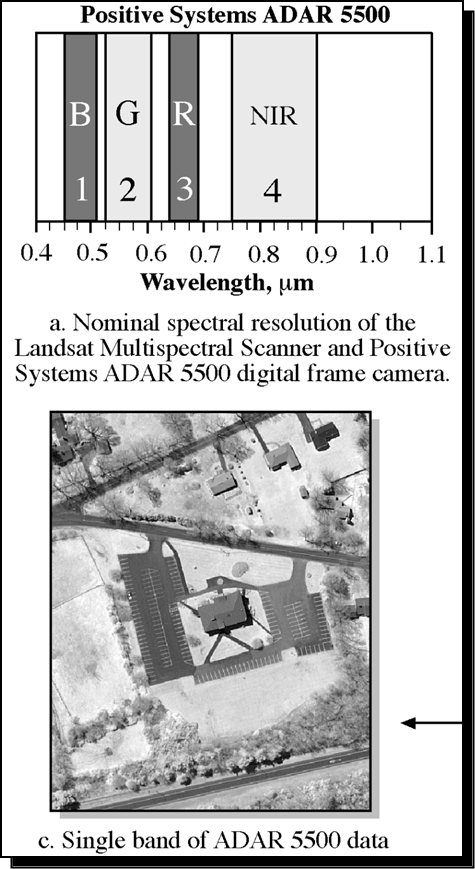 Positive Systems ADAR 5500
B G R NIR
1 2 3 4
0.4 0.5 0.6 0.7 0.8 0.9 1.0 1.1
Wavelength, μm
a. Nominal spectral resolution of the
Landsat Multispectral Scanner and Positive
Systems ADAR 5500 digital frame camera.
c. Single band of ADAR 5500 data